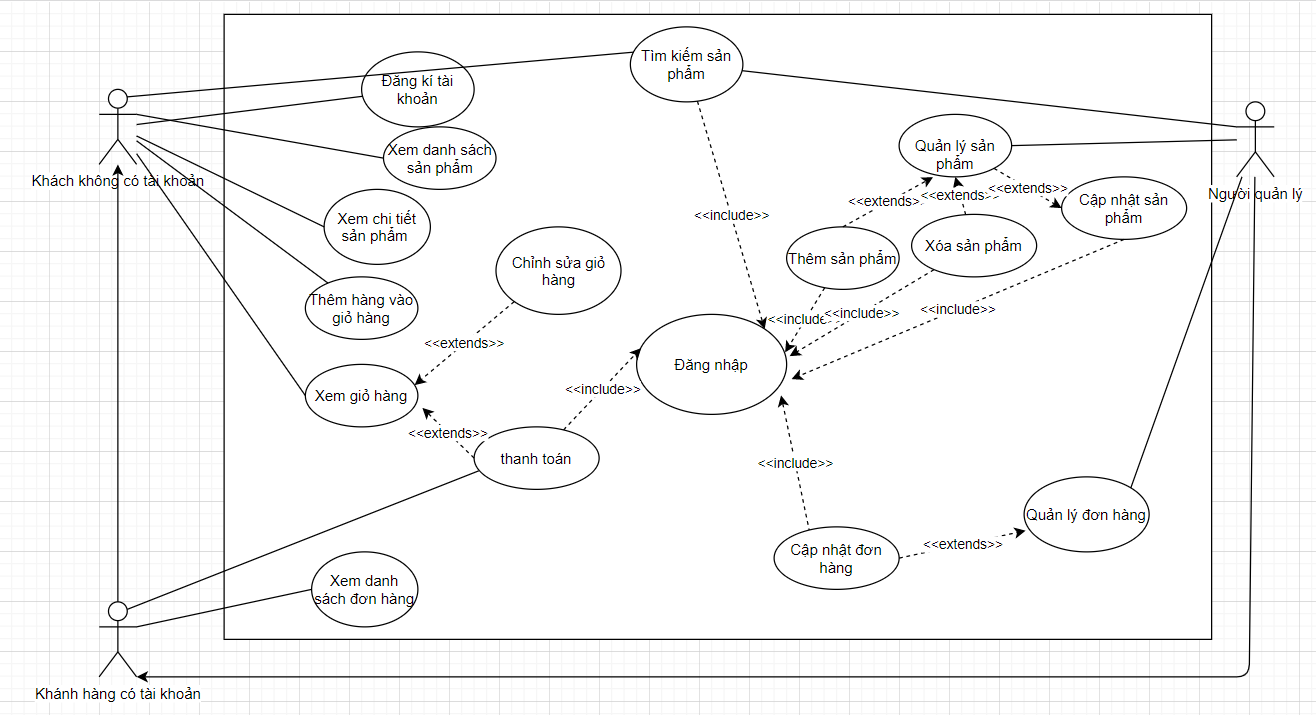 Tìm kiếm sản
phẩm
Đăng kí tài
khoản
Xem danh sách
sản phẩm
Quản lý sản
phẩm
Khách không có tài khoản
<<extends>>
<<extends>>
<<extends>>
Cập nhật sản
phẩm
Người quản lý
Xem chi tiết
sản phẩm
<<include>>
Thêm sản phẩm
Xóa sản phẩm
Chỉnh sửa giỏ
hàng
Thêm hàng vào
giỏ hàng
<<include>>
<<include>>
<<include>>
<<extends>>
Đăng nhập
Xem giỏ hàng
<<include>>
<<extends>>
thanh toán
<<include>>
Quản lý đơn hàng
Cập nhật đơn
hàng
<<extends>>
Xem danh
sách đơn hàng
Khánh hàng có tài khoản